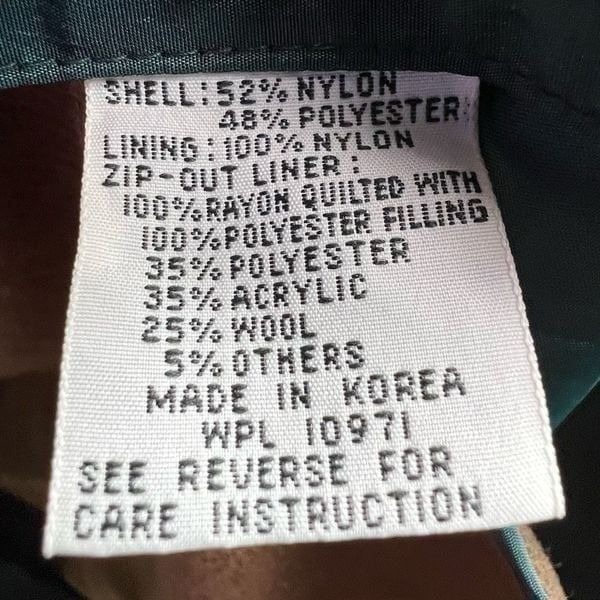 SHELL: 52% NYLON
48% POLYESTER
LINING: 100% NYLON
ZIP-OUT LINER:
100% RAYON QUILTED WITH
100% POLYESTER FILLING
35% POLYESTER
35% ACRYLIC
25% WOOL
5% OTHERS
MADE IN KOREA
WPL 10971
SEE REVERSE FOR
CARE INSTRUCTION